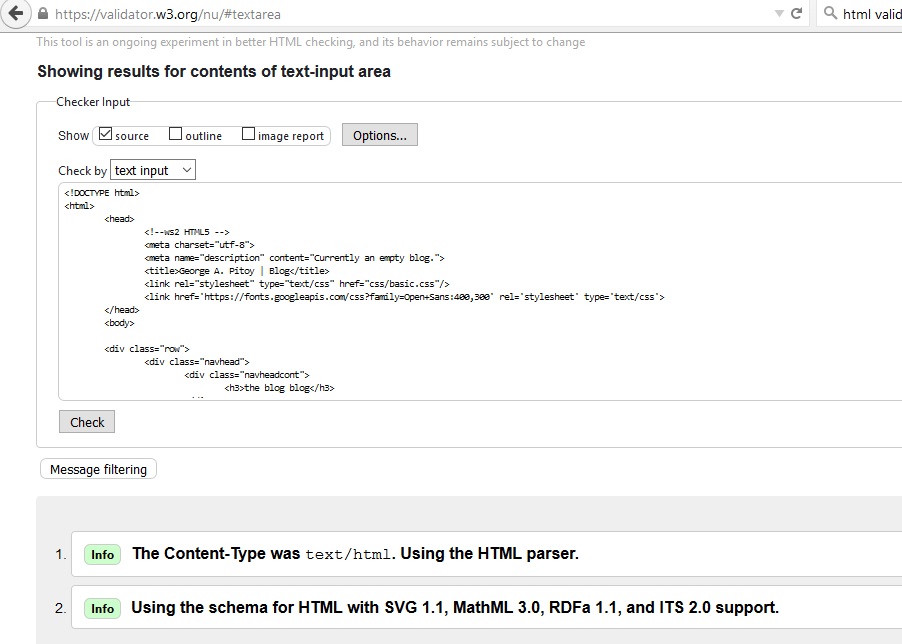 https://validator.w3.org/nu/#textarea
html valid
This tool is an ongoing experiment in better HTML checking, and its behavior remains subject to change
Showing results for contents of text-input area
Checker Input
Show source outline image report Options...
Check by text input
<!DOCTYPE html>
<html>
<head>
<!--ws2 HTML5 -->
<meta charset="utf-8">
<meta name="description" content="Currently an empty blog.">
<title>George A. Pitoy | Blog</title>
<link rel="stylesheet" type="text/css" href="css/basic.css"/>
<link href='https://fonts.googleapis.com/css?family=Open+Sans:400,300' rel='stylesheet' type='text/css'>
</head>
<body>
<div class="row">
<div class="navhead">
<div class="navheadcont">
<h3>the blog blog</h3>
Check
Message filtering
1. Info The Content-Type was text/html. Using the HTML parser.
2. Info Using the schema for HTML with SVG 1.1, MathML 3.0, RDFa 1.1, and ITS 2.0 support.